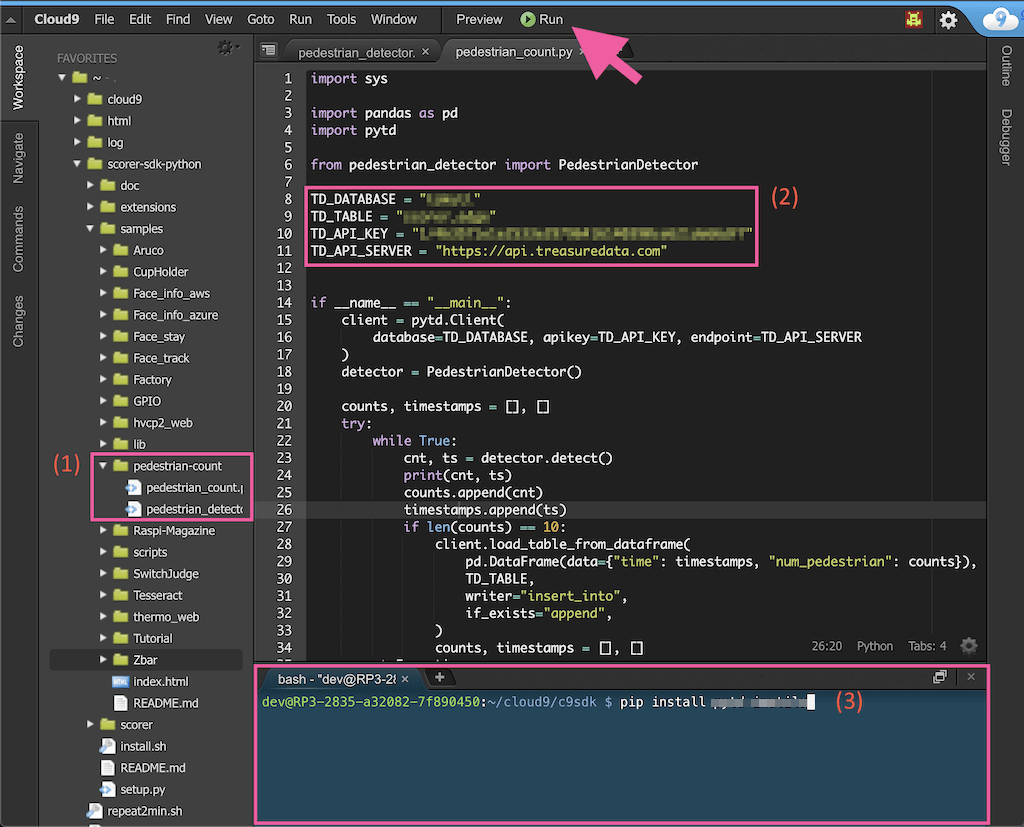 Cloud9 File Edit Find View Goto Run Tools Window Preview Run
Workspace
Navigate
Commands
Changes
FAVORITES
~
cloud9
html
log
scorer-sdk-python
doc
extensions
samples
Aruco
CupHolder
Face_info_aws
Face_info_azure
Face_stay
Face_track
Factory
GPIO
hvcp2_web
lib
(1)
pedestrian-count
pedestrian_count.p
pedestrian_detecto
Raspi-Magazine
scripts
SwitchJudge
Tesseract
thermo_web
Tutorial
Zbar
index.html
README.md
scorer
install.sh
README.md
setup.py
repeat2min.sh
pedestrian_detector. × pedestrian_count.py ×
1 import sys
2
3 import pandas as pd
4 import pytd
5
6 from pedestrian_detector import PedestrianDetector
7
8 TD_DATABASE = " "
9 TD_TABLE = " "
10 TD_API_KEY = " "
11 TD_API_SERVER = "https://api.treasuredata.com"
(2)
12
13
14 if __name__ == "__main__":
15 client = pytd.Client(
16 database=TD_DATABASE, apikey=TD_API_KEY, endpoint=TD_API_SERVER
17 )
18 detector = PedestrianDetector()
19
20 counts, timestamps = [], []
21 try:
22 while True:
23 cnt, ts = detector.detect()
24 print(cnt, ts)
25 counts.append(cnt)
26 timestamps.append(ts)
27 if len(counts) == 10:
28 client.load_table_from_dataframe(
29 pd.DataFrame(data={"time": timestamps, "num_pedestrian": counts}),
30 TD_TABLE,
31 writer="insert_into",
32 if_exists="append",
33 )
34 counts, timestamps = [], []
26:20 Python Tabs: 4
bash - "dev@RP3-28 × +
dev@RP3-2835-a32082-7f890450:~/cloud9/c9sdk $ pip install
(3)
9
Outline
Debugger